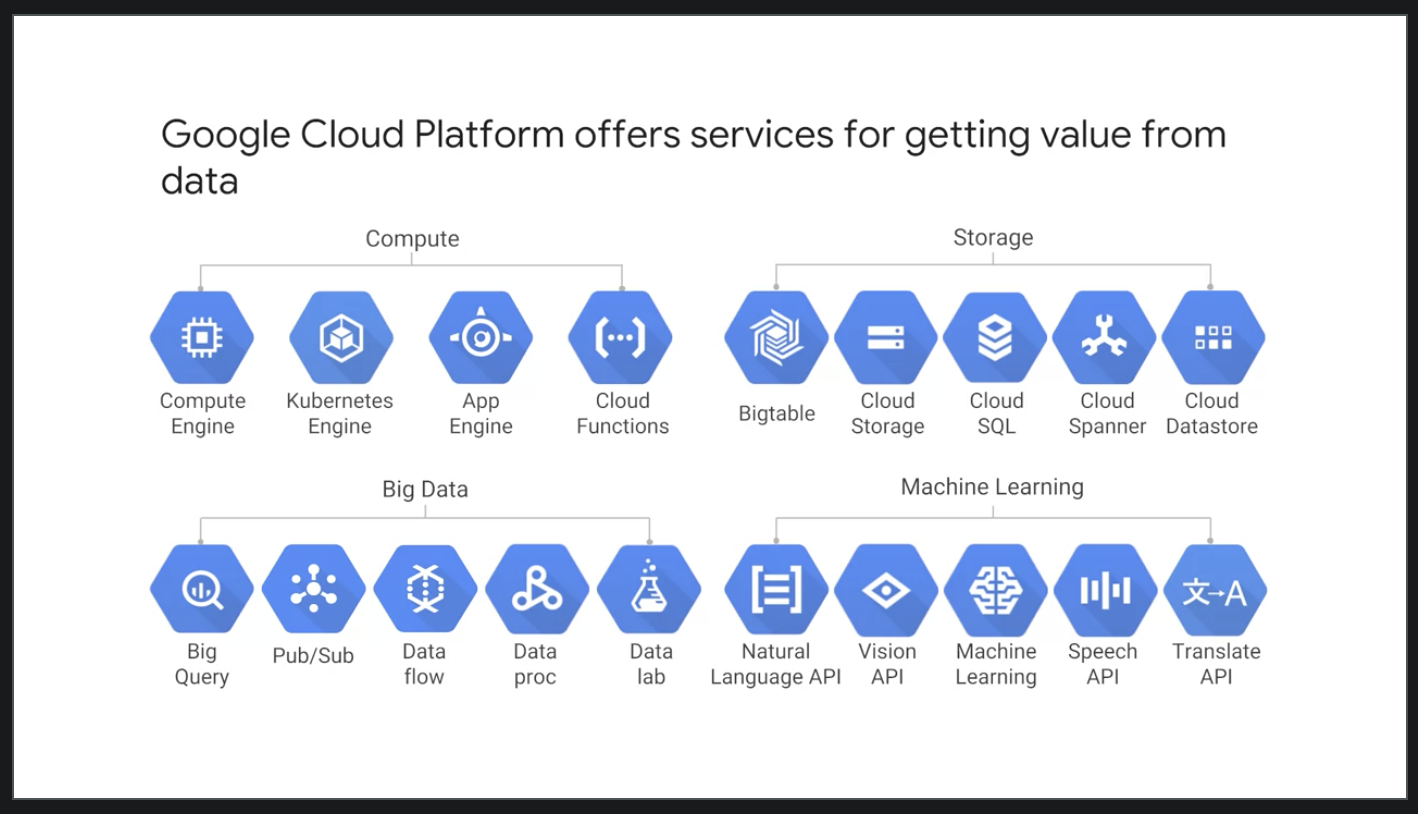 Google Cloud Platform offers services for getting value from
data
Compute
Compute
Engine
Kubernetes
Engine
App
Engine
Cloud
Functions
Storage
Bigtable
Cloud
Storage
Cloud
SQL
Cloud
Spanner
Cloud
Datastore
Big Data
Big
Query
Pub/Sub
Data
flow
Data
proc
Data
lab
Machine Learning
Natural
Language API
Vision
API
Machine
Learning
Speech
API
文→A
Translate
API